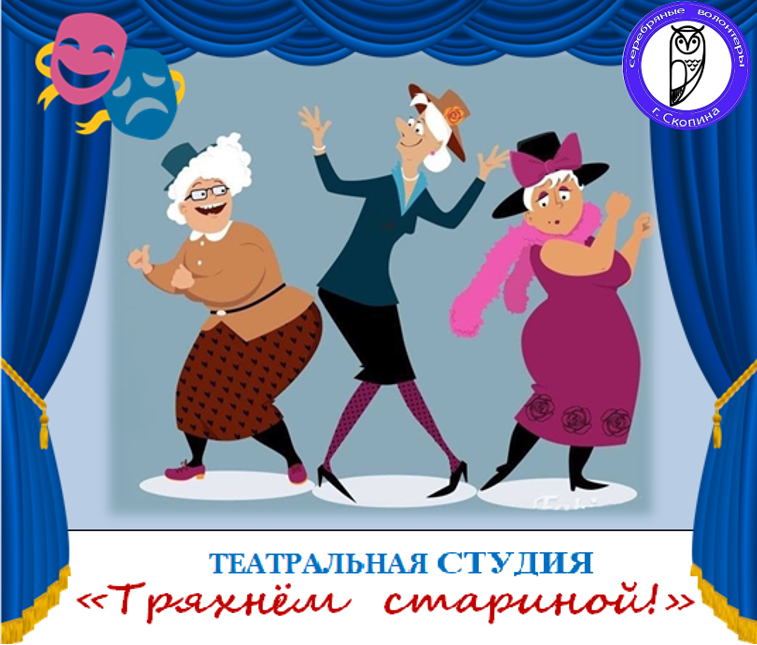 серебряные волонтеры
г. Скопина
ТЕАТРАЛЬНАЯ СТУДИЯ
«Тряхнём стариной!»